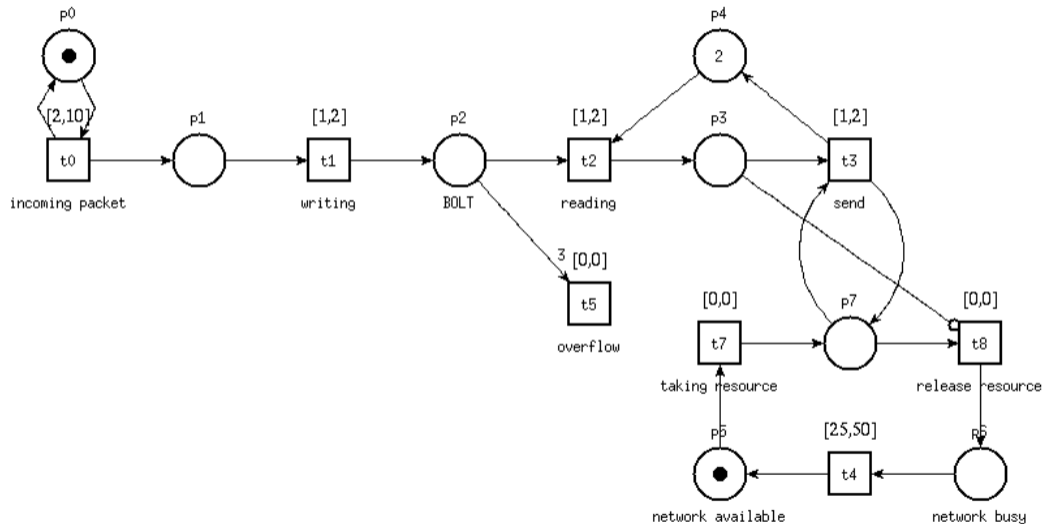 p0
p4
2
[2,10]
p1
[1,2]
p2
[1,2]
p3
[1,2]
t0
t1
t2
t3
incoming packet
writing
BOLT
reading
send
3
[0,0]
t5
overflow
[0,0]
p7
[0,0]
t7
t8
taking resource
release resource
p5
[25,50]
p6
t4
network available
network busy